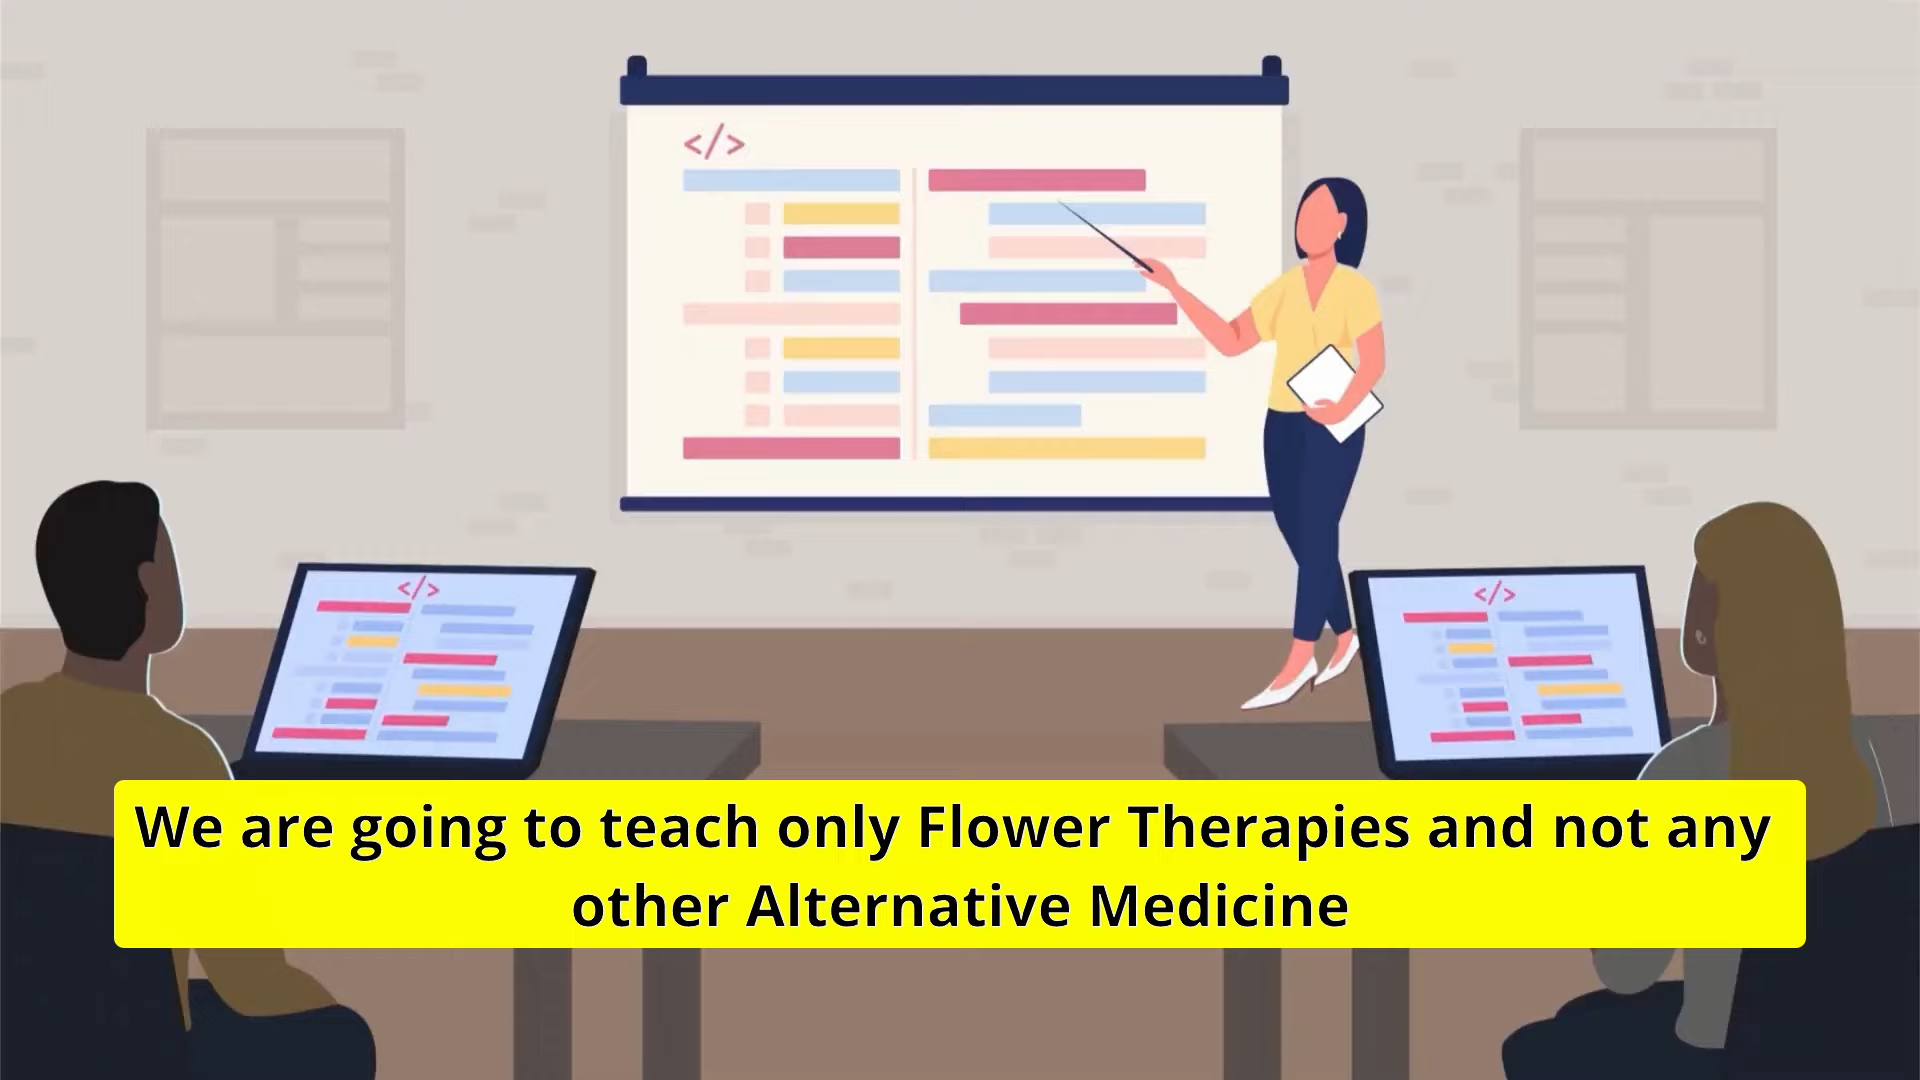 </>
</>
</>
We are going to teach only Flower Therapies and not any
other Alternative Medicine